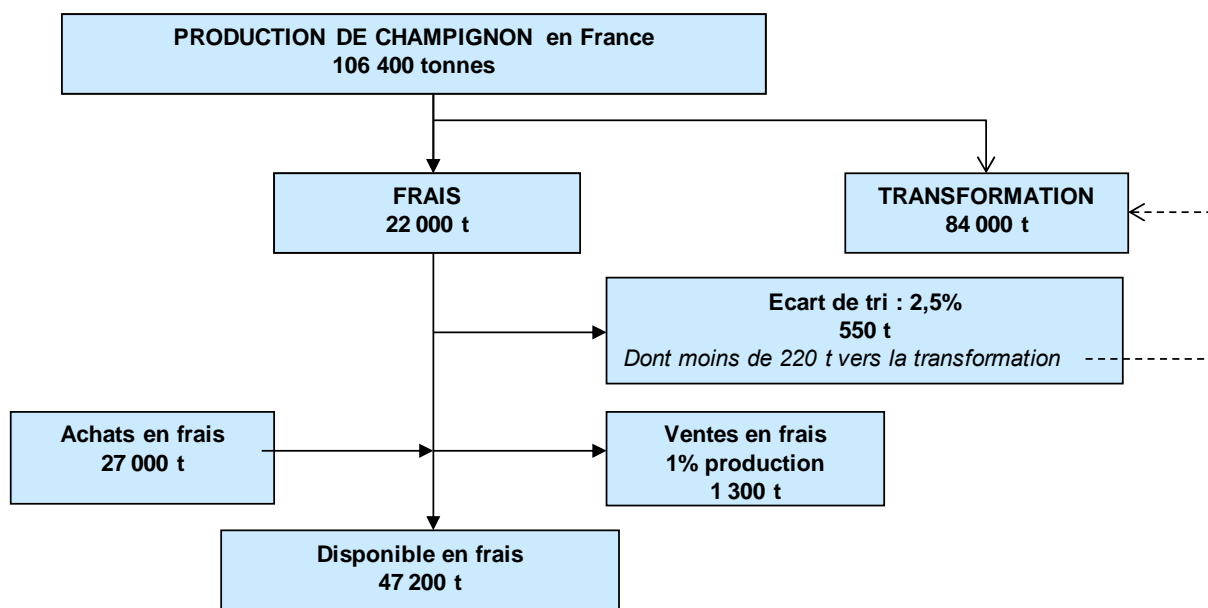 PRODUCTION DE CHAMPIGNON en France
106 400 tonnes
FRAIS
22 000 t
TRANSFORMATION
84 000 t
Ecart de tri : 2,5%
550 t
Dont moins de 220 t vers la transformation
Achats en frais
27 000 t
Ventes en frais
1% production
1 300 t
Disponible en frais
47 200 t